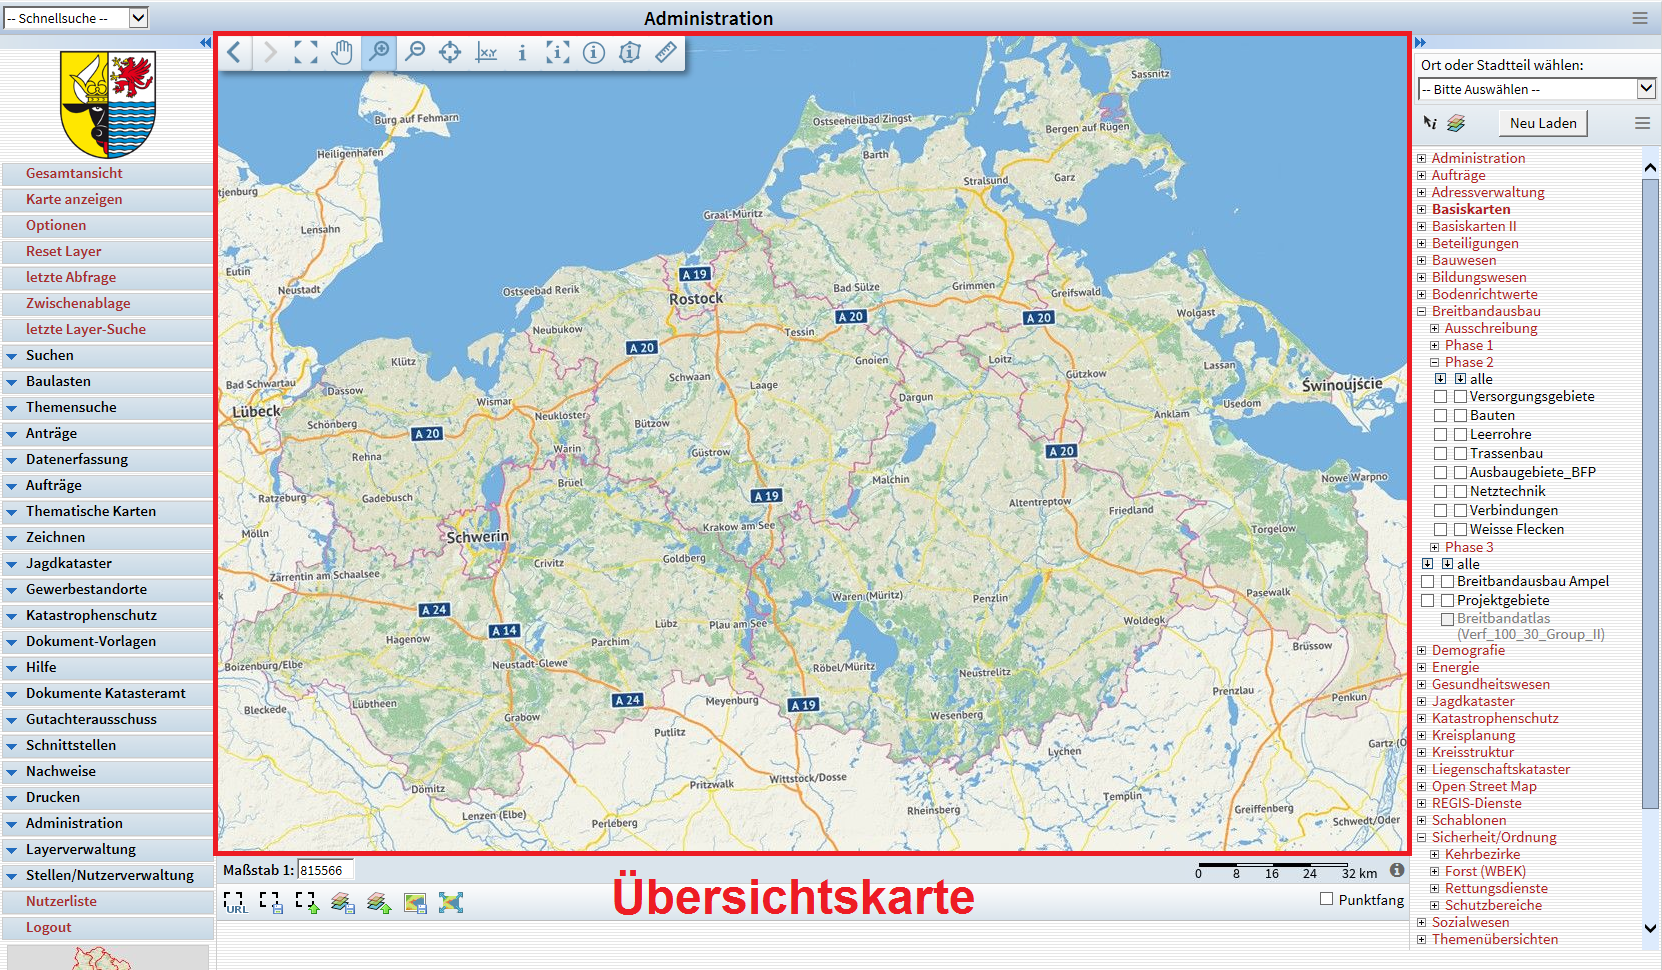 -- Schnellsuche --
Administration
Gesamtansicht
Karte anzeigen
Optionen
Reset Layer
letzte Abfrage
Zwischenablage
letzte Layer-Suche
Suchen
Baulasten
Themensuche
Anträge
Datenerfassung
Aufträge
Thematische Karten
Zeichnen
Jagdkataster
Gewerbestandorte
Katastrophenschutz
Dokument-Vorlagen
Hilfe
Dokumente Katasteramt
Gutachterausschuss
Schnittstellen
Nachweise
Drucken
Administration
Layerverwaltung
Stellen/Nutzerverwaltung
Nutzerliste
Logout
x,y
Sassnitz
Burg auf Fehmarn
Ostseeheilbad Zingst
Bergen auf Rügen
Heiligenhafen
Barth
Garz
Stralsund
tjenburg
Graal-Müritz
Lensahn
Eutin
A 19
Neustadt
Ostseebad Rerik
Rostock
Bad Sülze
Grimmen
Greifswald
Wolgast
A 20
A 20
Neubukow
Tessin
A 20
Klütz
Gnoien
Loitz
Lassan
Bad Schwartau
Dassow
Schwaan
Laage
Gützkow
Świnoujście
Lübeck
Wismar
Dargun
Usedom
Schönberg
Neukloster
Bützow
Anklam
A 20
Rehna
Warin
Güstrow
A 20
Ratzeburg
Gadebusch
Brüel
A 19
Malchin
Altentreptow
Nowe Warpno
Friedland
Mölln
Schwerin
Krakow am See
Torgelow
Zarrentin am Schaalsee
Crivitz
Goldberg
Waren (Müritz)
Penzlin
Pasewalk
A 24
A 14
Lübz
Plau am See
Woldegk
Hagenow
Parchim
Boizenburg/Elbe
Neustadt-Glewe
Röbel/Müritz
Neustrelitz
Brüssow
Bleckede
Lübtheen
A 24
Meyenburg
A 19
Prenzlau
Penkun
Grabow
Wesenberg
Putlitz
Lychen
Gartz (O
Dömitz
Pritzwalk
Wittstock/Dosse
Templin
Lenzen (Elbe)
Perleberg
Rheinsberg
Greiffenberg
Schwedt/Oder
Maßstab 1: 815566
0 8 16 24 32 km
URL
Übersichtskarte
Punktfang
Ort oder Stadtteil wählen:
-- Bitte Auswählen --
Neu Laden
Administration
Aufträge
Adressverwaltung
Basiskarten
Basiskarten II
Beteiligungen
Bauwesen
Bildungswesen
Bodenrichtwerte
Breitbandausbau
Ausschreibung
Phase 1
Phase 2
alle
Versorgungsgebiete
Bauten
Leerrohre
Trassenbau
Ausbaugebiete_BFP
Netztechnik
Verbindungen
Weisse Flecken
Phase 3
alle
Breitbandausbau Ampel
Projektgebiete
Breitbandatlas
(Verf_100_30_Group_II)
Demografie
Energie
Gesundheitswesen
Jagdkataster
Katastrophenschutz
Kreisplanung
Kreisstruktur
Liegenschaftskataster
Open Street Map
REGIS-Dienste
Schablonen
Sicherheit/Ordnung
Kehrbezirke
Forst (WBEK)
Rettungsdienste
Schutzbereiche
Sozialwesen
Themenübersichten